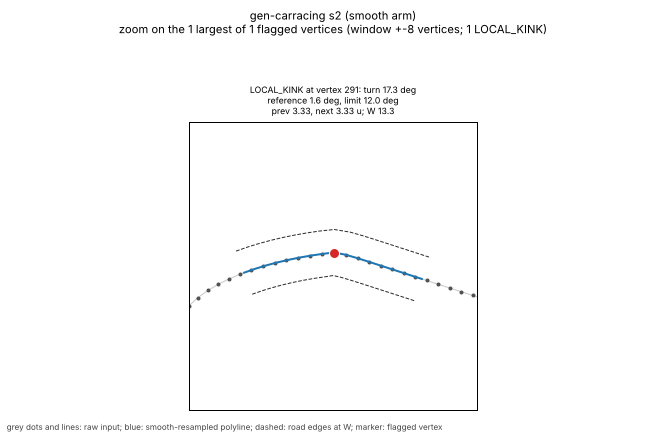 gen-carracing s2 (smooth arm)
zoom on the 1 largest of 1 flagged vertices (window +-8 vertices; 1 LOCAL_KINK)
LOCAL_KINK at vertex 291: turn 17.3 deg
reference 1.6 deg, limit 12.0 deg
prev 3.33, next 3.33 u; W 13.3
grey dots and lines: raw input; blue: smooth-resampled polyline; dashed: road edges at W; marker: flagged vertex